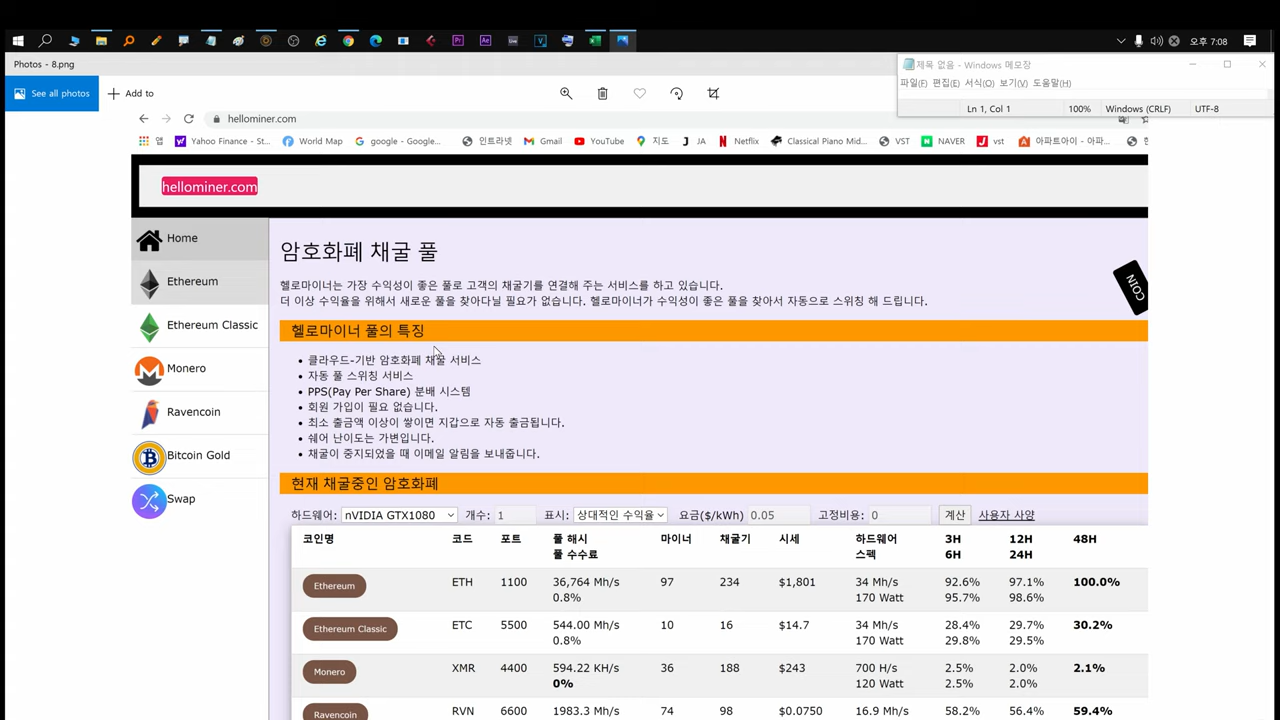 오후 7:08
Photos - 8.png
제목 없음 - Windows 메모장
See all photos
Add to
파일(F) 편집(E) 서식(O) 보기(V) 도움말(H)
Ln 1, Col 1 100% Windows (CRLF) UTF-8
hellominer.com
앱 Yahoo Finance - St... World Map google - Google... 인트라넷 Gmail YouTube 지도 JA Netflix Classical Piano Mid... VST NAVER vst 아파트아이 - 아파...
hellominer.com
Home
Ethereum
Ethereum Classic
Monero
Ravencoin
Bitcoin Gold
Swap
암호화폐 채굴 풀
헬로마이너는 가장 수익성이 좋은 풀로 고객의 채굴기를 연결해 주는 서비스를 하고 있습니다.
더 이상 수익율을 위해서 새로운 풀을 찾아다닐 필요가 없습니다. 헬로마이너가 수익성이 좋은 풀을 찾아서 자동으로 스위칭 해 드립니다.
COIN
헬로마이너 풀의 특징
• 클라우드-기반 암호화폐 채굴 서비스
• 자동 풀 스위칭 서비스
• PPS(Pay Per Share) 분배 시스템
• 회원 가입이 필요 없습니다.
• 최소 출금액 이상이 쌓이면 지갑으로 자동 출금됩니다.
• 쉐어 난이도는 가변입니다.
• 채굴이 중지되었을 때 이메일 알림을 보내줍니다.
현재 채굴중인 암호화폐
하드웨어: nVIDIA GTX1080 개수: 1 표시: 상대적인 수익율 요금($/kWh) 0.05 고정비용: 0 계산 사용자 사양
코인명 코드 포트 풀 해시 마이너 채굴기 시세 하드웨어 3H 12H 48H
풀 수수료 스펙 6H 24H
Ethereum ETH 1100 36,764 Mh/s 97 234 $1,801 34 Mh/s 92.6% 97.1% 100.0%
0.8% 170 Watt 95.7% 98.6%
Ethereum Classic ETC 5500 544.00 Mh/s 10 16 $14.7 34 Mh/s 28.4% 29.7% 30.2%
0.8% 170 Watt 29.8% 29.5%
Monero XMR 4400 594.22 KH/s 36 188 $243 700 H/s 2.5% 2.0% 2.1%
0% 120 Watt 2.5% 2.0%
Ravencoin RVN 6600 1983.3 Mh/s 74 98 $0.0750 16.9 Mh/s 58.2% 56.4% 59.4%